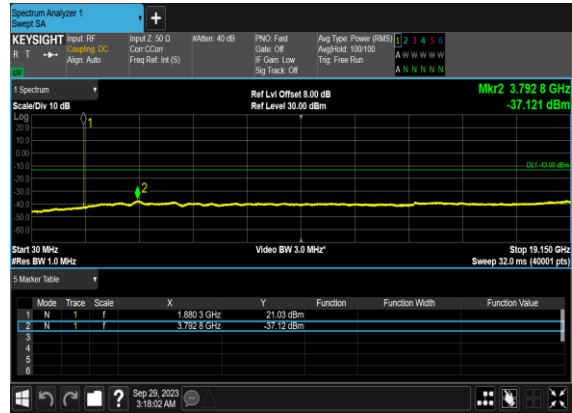 Spectrum Analyzer 1
Swept SA
+
KEYSIGHT
R T
LW
Input: RF
Coupling: DC
Align: Auto
Input Z: 50 Ω
Corr CCorr
Freq Ref: Int (S)
#Atten: 40 dB
PNO: Fast
Gate: Off
IF Gain: Low
Sig Track: Off
Avg Type: Power (RMS)
Avg|Hold: 100/100
Trig: Free Run
1 2 3 4 5 6
A W W W W W
A N N N N N
1 Spectrum
Scale/Div 10 dB
Ref Lvl Offset 8.00 dB
Ref Level 30.00 dBm
Mkr2 3.792 8 GHz
-37.121 dBm
Log
20.0
10.0
0.00
-10.0
-20.0
-30.0
-40.0
-50.0
-60.0
1
2
DL1 -13.00 dBm
Start 30 MHz
#Res BW 1.0 MHz
Video BW 3.0 MHz*
Stop 19.150 GHz
Sweep 32.0 ms (40001 pts)
5 Marker Table
Mode Trace Scale X Y Function Function Width Function Value
1 N 1 f 1.880 3 GHz 21.03 dBm
2 N 1 f 3.792 8 GHz -37.12 dBm
3
4
5
6
?
Sep 29, 2023
3:18:02 AM